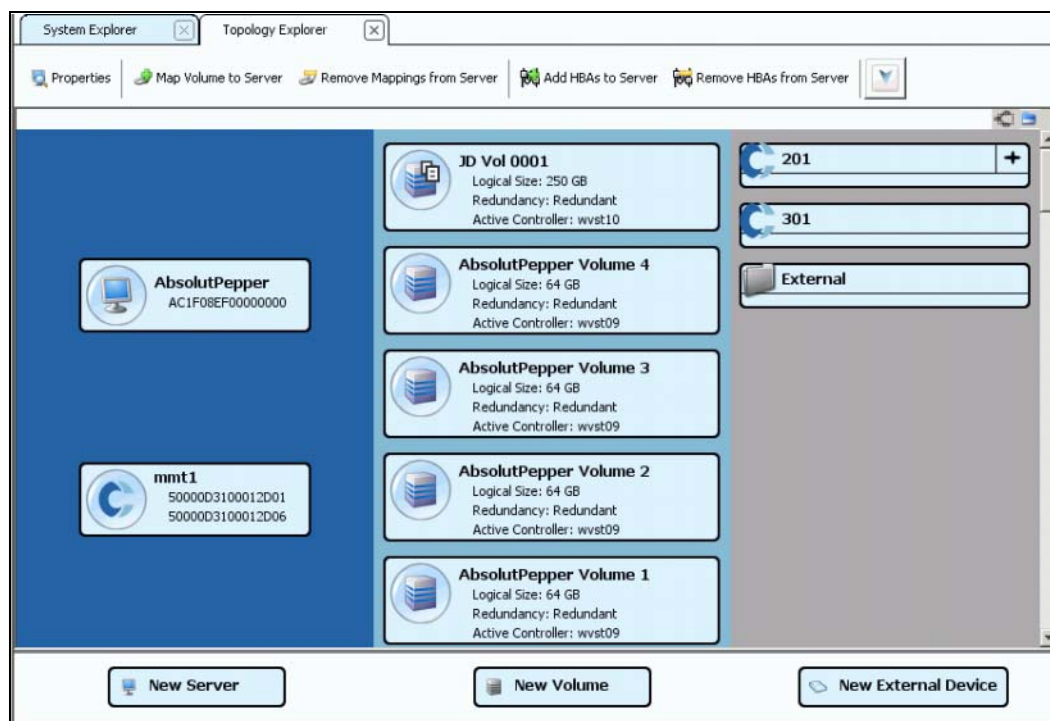 System Explorer
Topology Explorer
Properties
Map Volume to Server
Remove Mappings from Server
Add HBAs to Server
Remove HBAs from Server
AbsolutPepper
AC1F08EF00000000
mmt1
50000D3100012D01
50000D3100012D06
JD Vol 0001
Logical Size: 250 GB
Redundancy: Redundant
Active Controller: wvst10
AbsolutPepper Volume 4
Logical Size: 64 GB
Redundancy: Redundant
Active Controller: wvst09
AbsolutPepper Volume 3
Logical Size: 64 GB
Redundancy: Redundant
Active Controller: wvst09
AbsolutPepper Volume 2
Logical Size: 64 GB
Redundancy: Redundant
Active Controller: wvst09
AbsolutPepper Volume 1
Logical Size: 64 GB
Redundancy: Redundant
Active Controller: wvst09
201
301
External
New Server
New Volume
New External Device